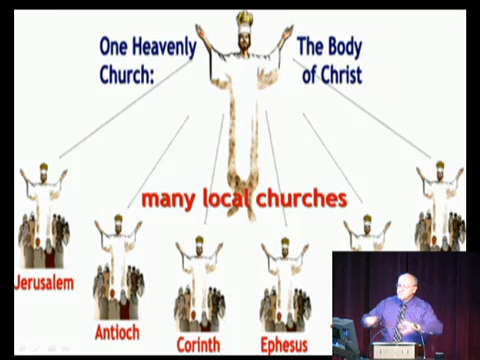 One Heavenly
Church:
The Body
of Christ
many local churches
Jerusalem
Antioch
Corinth
Ephesus